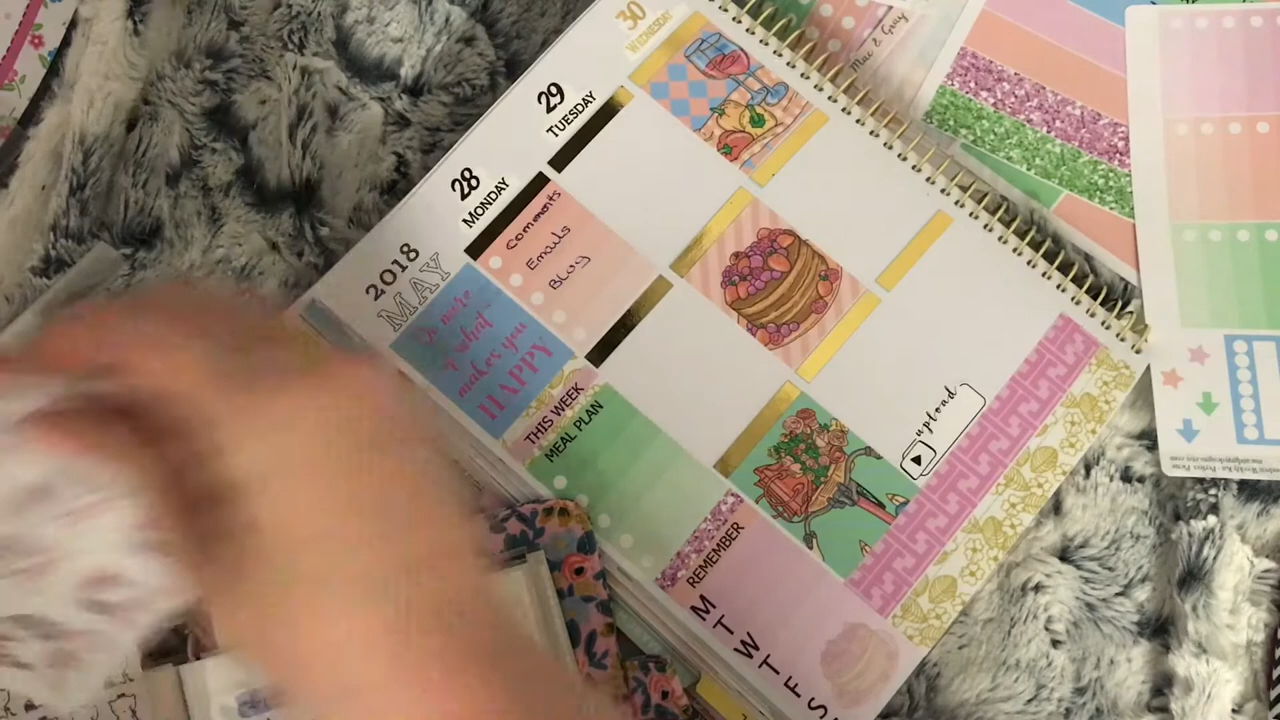 2018
MAY
28
MONDAY
29
TUESDAY
30
WEDNESDAY
Comments
Emails
Blog
Do more
of what
makes you
HAPPY
THIS WEEK
MEAL PLAN
REMEMBER
M
T
W
T
F
S
upload
Mae & Gray